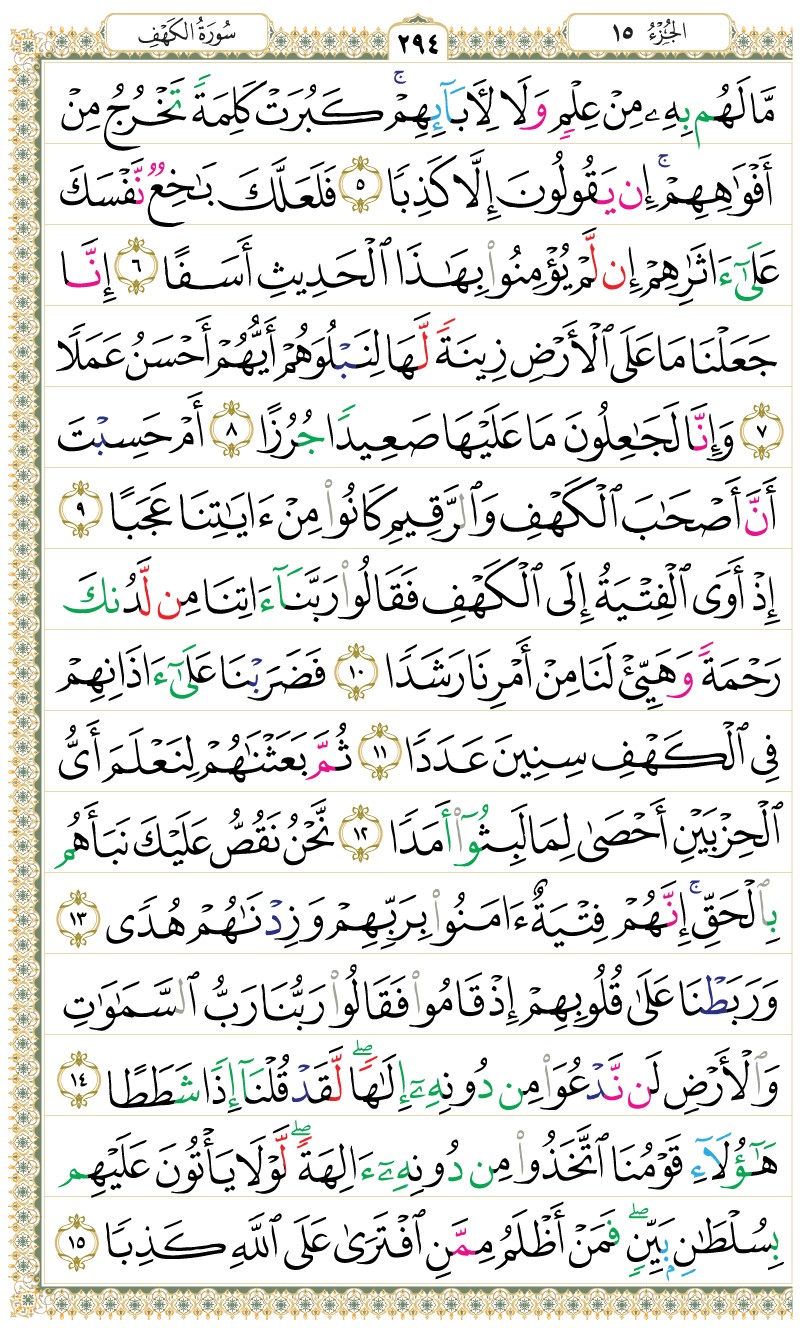 الجُزْءُ ١٥
٢٩٤
سُورَةُ الكَهْفِ
مَّا لَهُم بِهِۦ مِنْ عِلْمٍ وَلَا لِأَبَآئِهِمْ ۚ كَبُرَتْ كَلِمَةً تَخْرُجُ مِنْ
أَفْوَٰهِهِمْ ۚ إِن يَقُولُونَ إِلَّا كَذِبًا ٥ فَلَعَلَّكَ بَـٰخِعٌ نَّفْسَكَ
عَلَىٰٓ ءَاثَـٰرِهِمْ إِن لَّمْ يُؤْمِنُوا۟ بِهَـٰذَا ٱلْحَدِيثِ أَسَفًا ٦ إِنَّا
جَعَلْنَا مَا عَلَى ٱلْأَرْضِ زِينَةً لَّهَا لِنَبْلُوَهُمْ أَيُّهُمْ أَحْسَنُ عَمَلًا
٧ وَإِنَّا لَجَـٰعِلُونَ مَا عَلَيْهَا صَعِيدًا جُرُزًا ٨ أَمْ حَسِبْتَ
أَنَّ أَصْحَـٰبَ ٱلْكَهْفِ وَٱلرَّقِيمِ كَانُوا۟ مِنْ ءَايَـٰتِنَا عَجَبًا ٩
إِذْ أَوَى ٱلْفِتْيَةُ إِلَى ٱلْكَهْفِ فَقَالُوا۟ رَبَّنَآ ءَاتِنَا مِن لَّدُنكَ
رَحْمَةً وَهَيِّئْ لَنَا مِنْ أَمْرِنَا رَشَدًا ١٠ فَضَرَبْنَا عَلَىٰٓ ءَاذَانِهِمْ
فِى ٱلْكَهْفِ سِنِينَ عَدَدًا ١١ ثُمَّ بَعَثْنَـٰهُمْ لِنَعْلَمَ أَىُّ
ٱلْحِزْبَيْنِ أَحْصَىٰ لِمَا لَبِثُوٓا۟ أَمَدًا ١٢ نَّحْنُ نَقُصُّ عَلَيْكَ نَبَأَهُم
بِٱلْحَقِّ ۚ إِنَّهُمْ فِتْيَةٌ ءَامَنُوا۟ بِرَبِّهِمْ وَزِدْنَـٰهُمْ هُدًى ١٣
وَرَبَطْنَا عَلَىٰ قُلُوبِهِمْ إِذْ قَامُوا۟ فَقَالُوا۟ رَبُّنَا رَبُّ ٱلسَّمَـٰوَٰتِ
وَٱلْأَرْضِ لَن نَّدْعُوَا۟ مِن دُونِهِۦٓ إِلَـٰهًا ۖ لَّقَدْ قُلْنَآ إِذًا شَطَطًا ١٤
هَـٰٓؤُلَآءِ قَوْمُنَا ٱتَّخَذُوا۟ مِن دُونِهِۦٓ ءَالِهَةً ۖ لَّوْلَا يَأْتُونَ عَلَيْهِم
بِسُلْطَـٰنٍۭ بَيِّنٍ ۖ فَمَنْ أَظْلَمُ مِمَّنِ ٱفْتَرَىٰ عَلَى ٱللَّهِ كَذِبًا ١٥